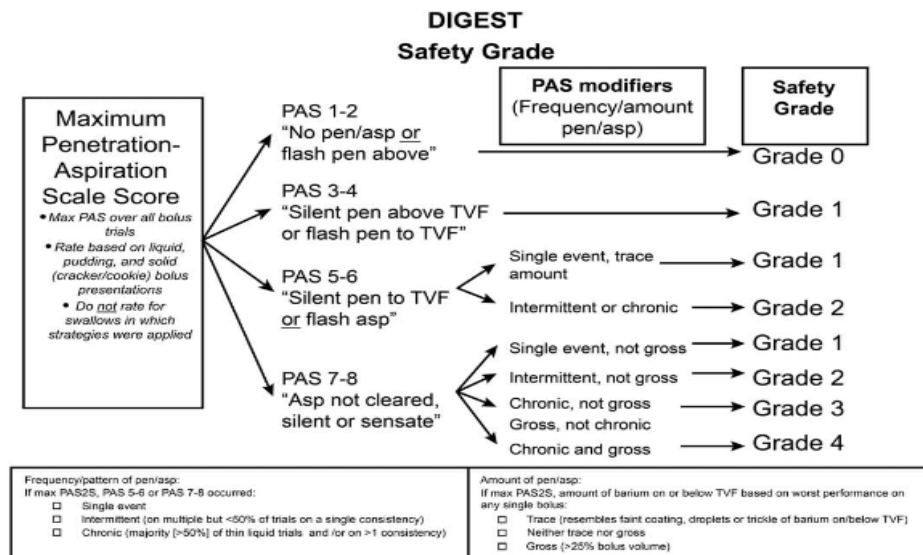 DIGEST
Safety Grade
Maximum
Penetration-
Aspiration
Scale Score
• Max PAS over all bolus
trials
• Rate based on liquid,
pudding, and solid
(cracker/cookie) bolus
presentations
• Do not rate for
swallows in which
strategies were applied
PAS modifiers
(Frequency/amount
pen/asp)
Safety
Grade
PAS 1-2
“No pen/asp or
flash pen above”
Grade 0
PAS 3-4
“Silent pen above TVF
or flash pen to TVF”
Grade 1
PAS 5-6
“Silent pen to TVF
or flash asp”
Single event, trace
amount
Grade 1
Intermittent or chronic
Grade 2
PAS 7-8
“Asp not cleared,
silent or sensate”
Single event, not gross
Grade 1
Intermittent, not gross
Grade 2
Chronic, not gross
Gross, not chronic
Grade 3
Chronic and gross
Grade 4
Frequency/pattern of pen/asp:
If max PAS2S, PAS 5-6 or PAS 7-8 occurred:
□ Single event
□ Intermittent (on multiple but <50% of trials on a single consistency)
□ Chronic (majority [>50%] of thin liquid trials and /or on >1 consistency)
Amount of pen/asp:
If max PAS2S, amount of barium on or below TVF based on worst performance on
any single bolus:
□ Trace (resembles faint coating, droplets or trickle of barium on/below TVF)
□ Neither trace nor gross
□ Gross (>25% bolus volume)